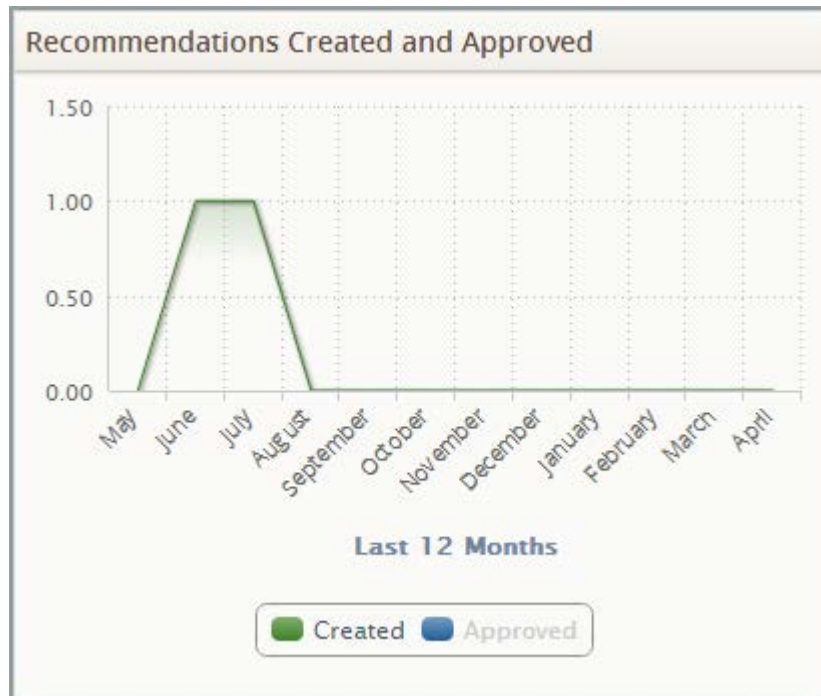 Recommendations Created and Approved
1.50
1.00
0.50
0.00
May
June
July
August
September
October
November
December
January
February
March
April
Last 12 Months
Created Approved